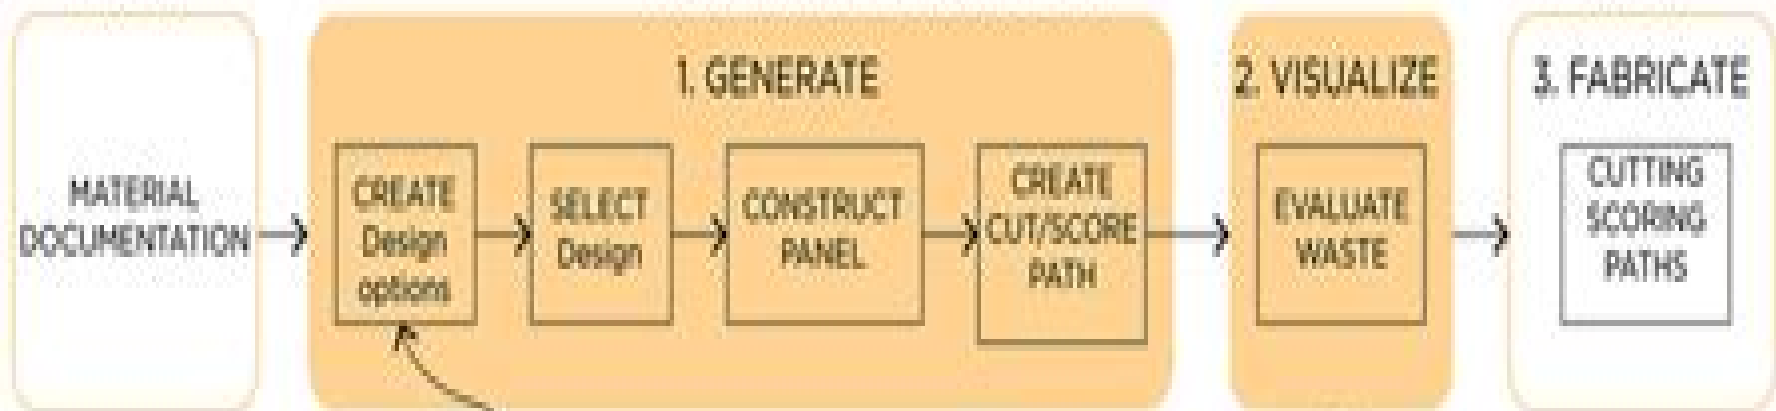 MATERIAL
DOCUMENTATION
1. GENERATE
CREATE
Design
options
SELECT
Design
CONSTRUCT
PANEL
CREATE
CUT/SCORE
PATH
2. VISUALIZE
EVALUATE
WASTE
3. FABRICATE
CUTTING
SCORING
PATHS